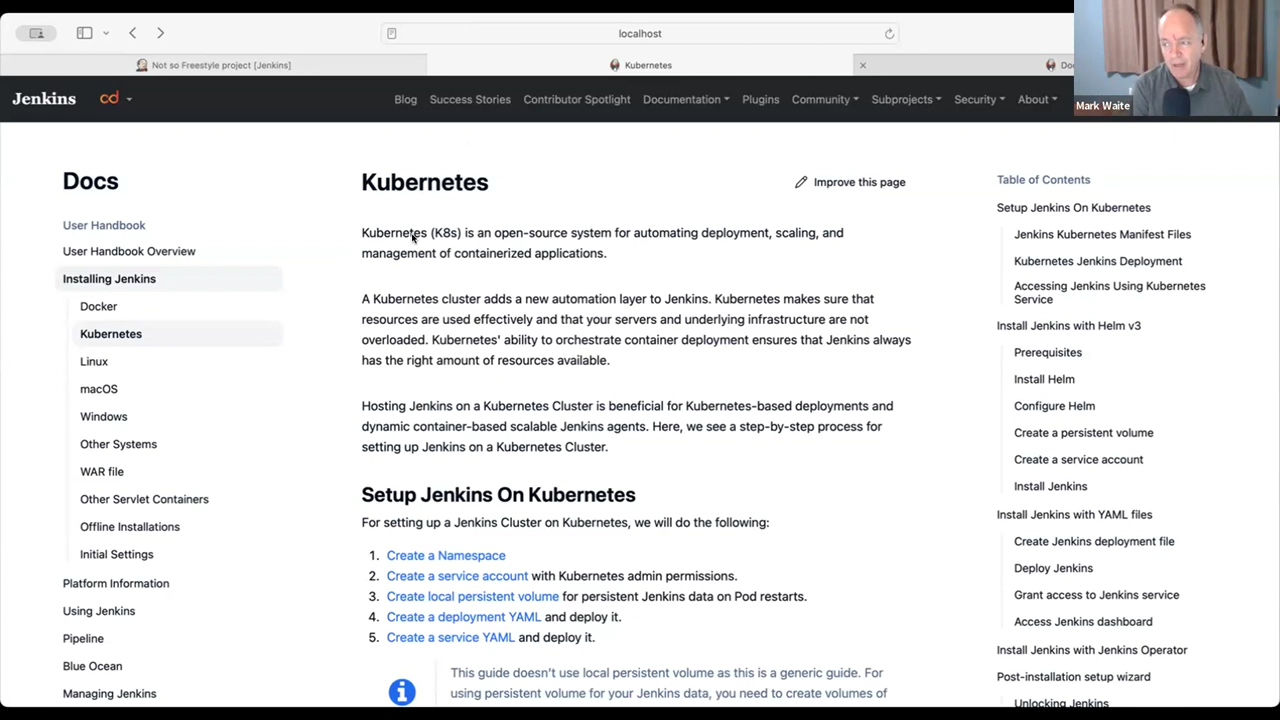 localhost
Not so Freestyle project [Jenkins]
Kubernetes
Mark Waite
Jenkins
cd
Blog
Success Stories
Contributor Spotlight
Documentation
Plugins
Community
Subprojects
Security
About
Docs
User Handbook
User Handbook Overview
Installing Jenkins
Docker
Kubernetes
Linux
macOS
Windows
Other Systems
WAR file
Other Servlet Containers
Offline Installations
Initial Settings
Platform Information
Using Jenkins
Pipeline
Blue Ocean
Managing Jenkins
Kubernetes
Improve this page
Kubernetes (K8s) is an open-source system for automating deployment, scaling, and
management of containerized applications.
A Kubernetes cluster adds a new automation layer to Jenkins. Kubernetes makes sure that
resources are used effectively and that your servers and underlying infrastructure are not
overloaded. Kubernetes' ability to orchestrate container deployment ensures that Jenkins always
has the right amount of resources available.
Hosting Jenkins on a Kubernetes Cluster is beneficial for Kubernetes-based deployments and
dynamic container-based scalable Jenkins agents. Here, we see a step-by-step process for
setting up Jenkins on a Kubernetes Cluster.
Setup Jenkins On Kubernetes
For setting up a Jenkins Cluster on Kubernetes, we will do the following:
1. Create a Namespace
2. Create a service account with Kubernetes admin permissions.
3. Create local persistent volume for persistent Jenkins data on Pod restarts.
4. Create a deployment YAML and deploy it.
5. Create a service YAML and deploy it.
This guide doesn't use local persistent volume as this is a generic guide. For
using persistent volume for your Jenkins data, you need to create volumes of
Table of Contents
Setup Jenkins On Kubernetes
Jenkins Kubernetes Manifest Files
Kubernetes Jenkins Deployment
Accessing Jenkins Using Kubernetes
Service
Install Jenkins with Helm v3
Prerequisites
Install Helm
Configure Helm
Create a persistent volume
Create a service account
Install Jenkins
Install Jenkins with YAML files
Create Jenkins deployment file
Deploy Jenkins
Grant access to Jenkins service
Access Jenkins dashboard
Install Jenkins with Jenkins Operator
Post-installation setup wizard
Unlocking Jenkins